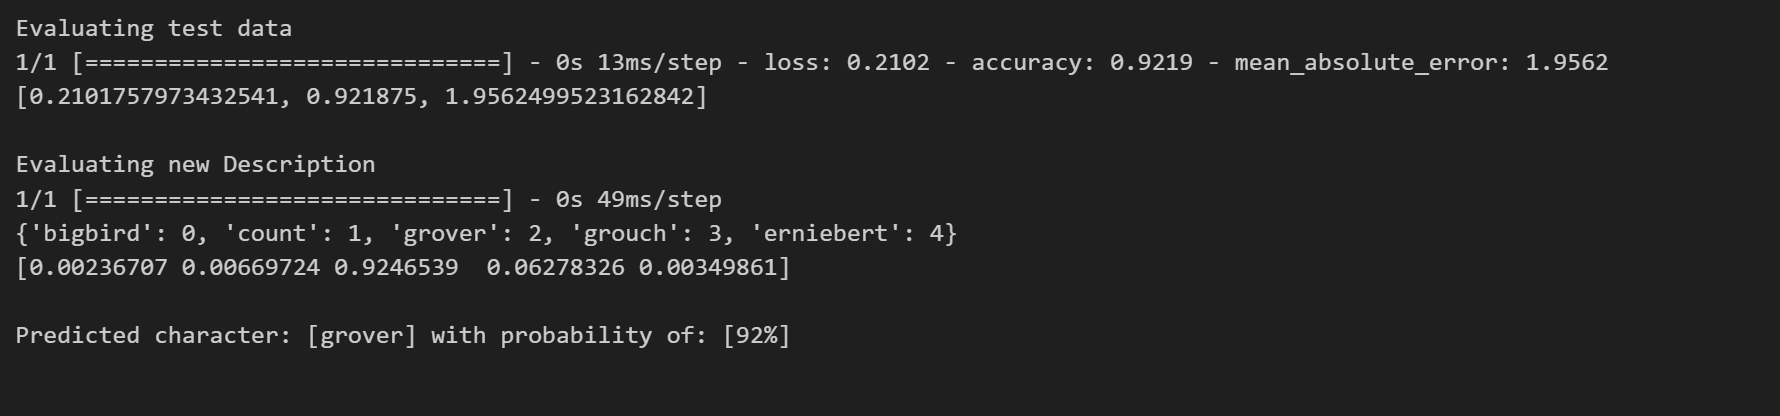 Evaluating test data
1/1 [==============================] - 0s 13ms/step - loss: 0.2102 - accuracy: 0.9219 - mean_absolute_error: 1.9562
[0.2101757973432541, 0.921875, 1.9562499523162842]
Evaluating new Description
1/1 [==============================] - 0s 49ms/step
{'bigbird': 0, 'count': 1, 'grover': 2, 'grouch': 3, 'erniebert': 4}
[0.00236707 0.00669724 0.9246539  0.06278326 0.00349861]
Predicted character: [grover] with probability of: [92%]